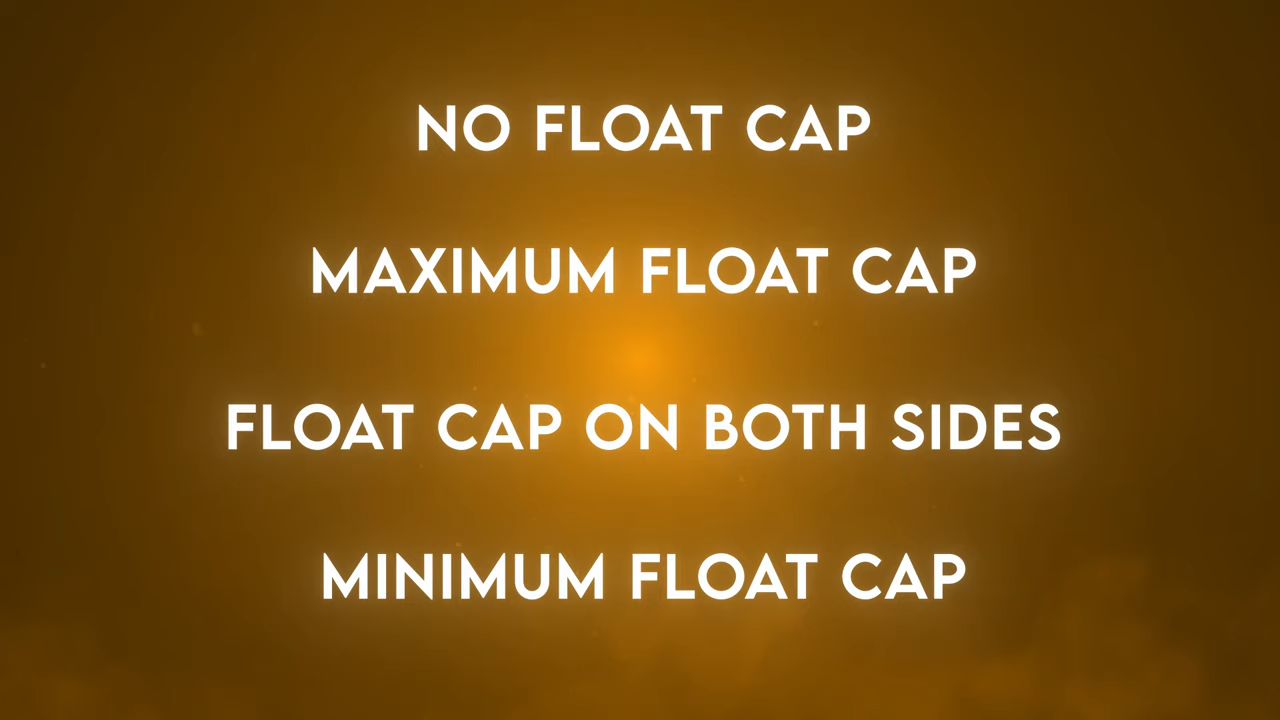 NO FLOAT CAP
MAXIMUM FLOAT CAP
FLOAT CAP ON BOTH SIDES
MINIMUM FLOAT CAP